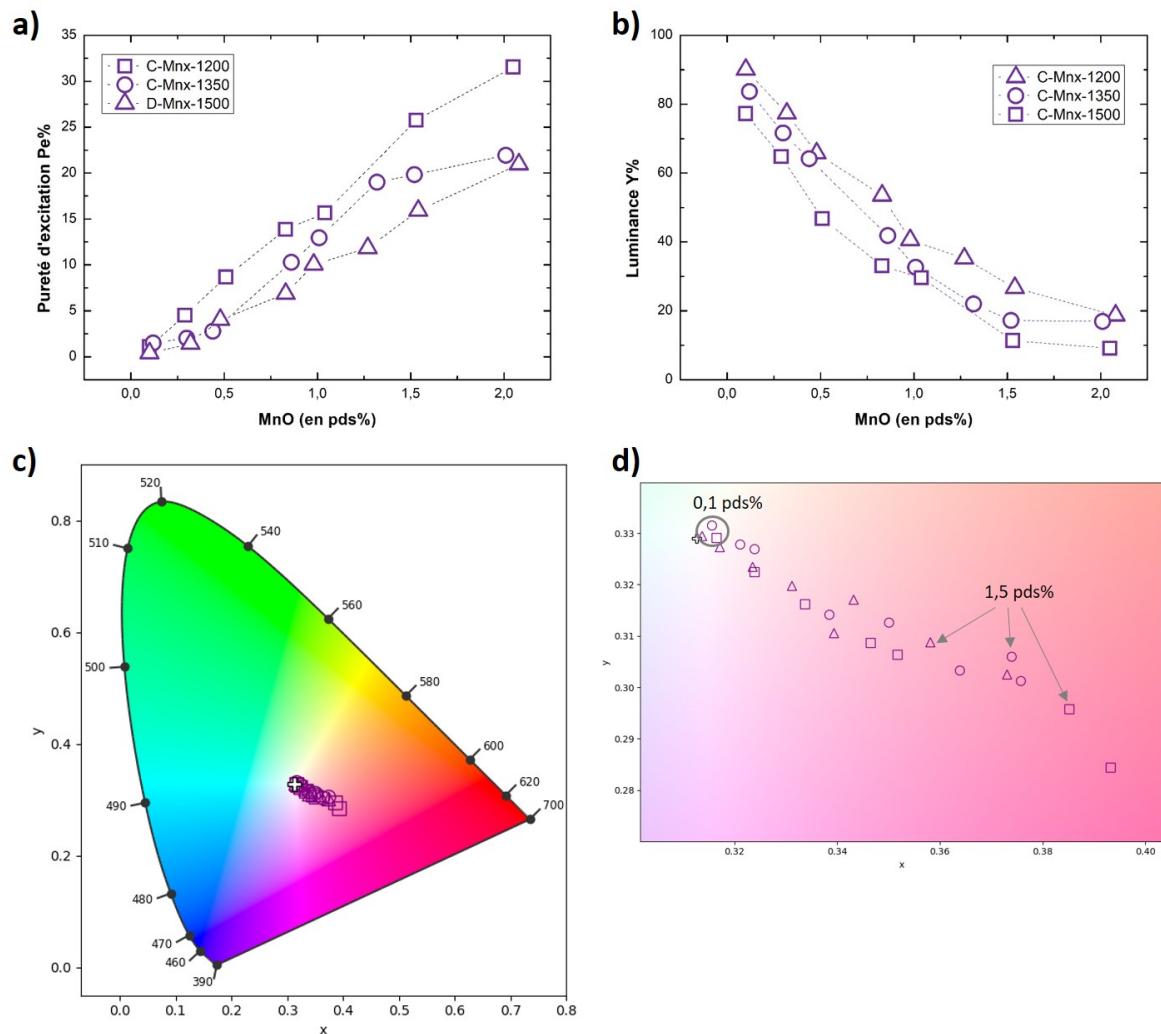 a)
35
30
25
20
15
10
5
0
Pureté d'excitation Pe%
C-Mnx-1200
C-Mnx-1350
D-Mnx-1500
0,0 0,5 1,0 1,5 2,0
MnO (en pds%)
b)
100
80
60
40
20
0
Luminance Y%
C-Mnx-1200
C-Mnx-1350
C-Mnx-1500
0,0 0,5 1,0 1,5 2,0
MnO (en pds%)
c)
0.8
0.6
0.4
0.2
0.0
y
520
510
540
560
500
580
600
620
700
490
480
470
460
390
0.0 0.1 0.2 0.3 0.4 0.5 0.6 0.7 0.8
x
d)
0,1 pds%
1,5 pds%
0.33
0.32
0.31
0.30
0.29
0.28
y
0.32 0.34 0.36 0.38 0.40
x